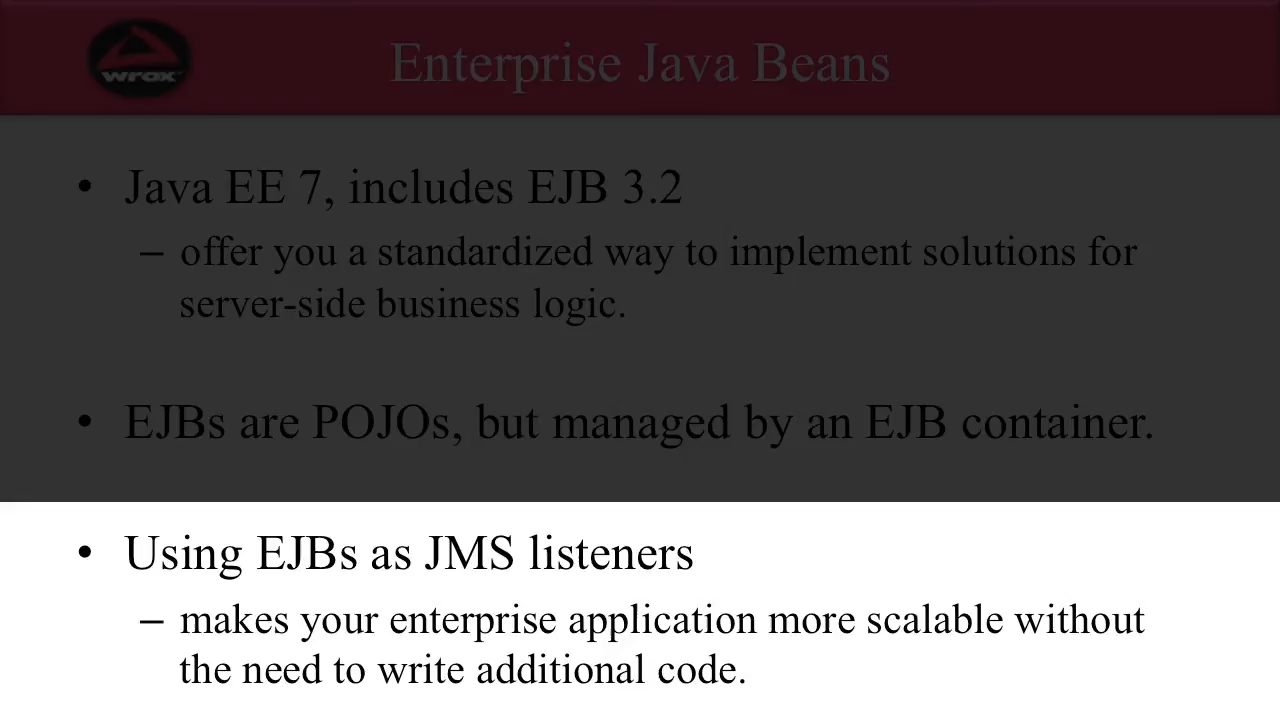 wrox
Enterprise Java Beans
• Java EE 7, includes EJB 3.2
– offer you a standardized way to implement solutions for
server-side business logic.
• EJBs are POJOs, but managed by an EJB container.
• Using EJBs as JMS listeners
– makes your enterprise application more scalable without
the need to write additional code.